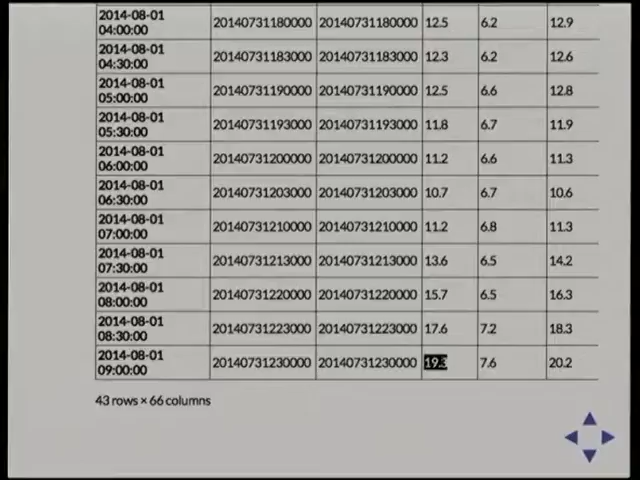 2014-08-01
04:00:00 20140731180000 20140731180000 12.5 6.2 12.9
2014-08-01
04:30:00 20140731183000 20140731183000 12.3 6.2 12.6
2014-08-01
05:00:00 20140731190000 20140731190000 12.5 6.6 12.8
2014-08-01
05:30:00 20140731193000 20140731193000 11.8 6.7 11.9
2014-08-01
06:00:00 20140731200000 20140731200000 11.2 6.6 11.3
2014-08-01
06:30:00 20140731203000 20140731203000 10.7 6.7 10.6
2014-08-01
07:00:00 20140731210000 20140731210000 11.2 6.8 11.3
2014-08-01
07:30:00 20140731213000 20140731213000 13.6 6.5 14.2
2014-08-01
08:00:00 20140731220000 20140731220000 15.7 6.5 16.3
2014-08-01
08:30:00 20140731223000 20140731223000 17.6 7.2 18.3
2014-08-01
09:00:00 20140731230000 20140731230000 19.3 7.6 20.2
43 rows × 66 columns